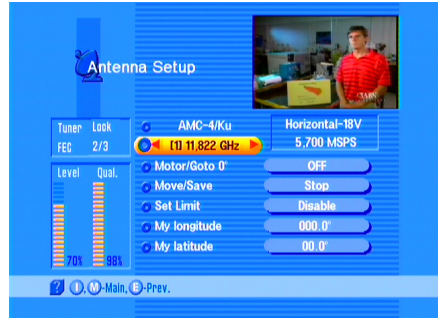 Antenna Setup
3ABN
Tuner Lock
FEC 2/3
AMC-4/Ku
Horizontal-18V
[1] 11,822 GHz
5,700 MSPS
Level Qual.
70% 98%
Motor/Goto 0° OFF
Move/Save Stop
Set Limit Disable
My longitude 000.0°
My latitude 00.0°
? I, M-Main, E-Prev.